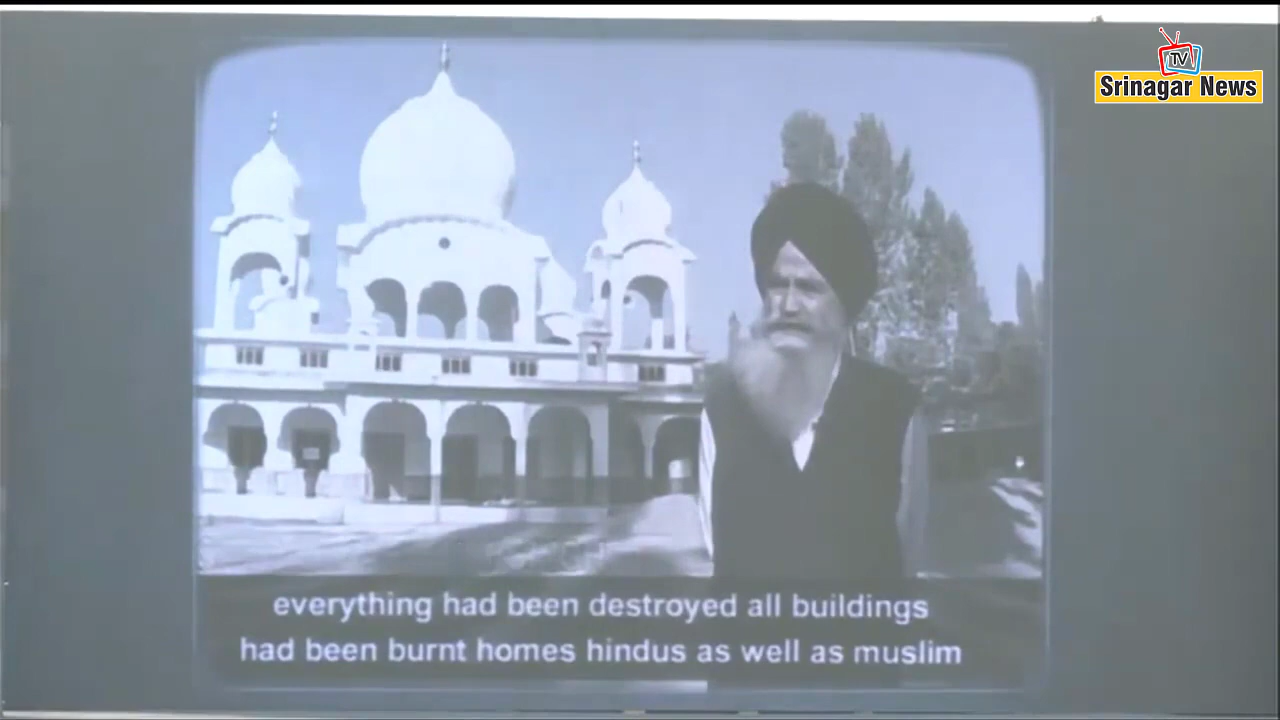 TV
Srinagar News
everything had been destroyed all buildings
had been burnt homes hindus as well as muslim